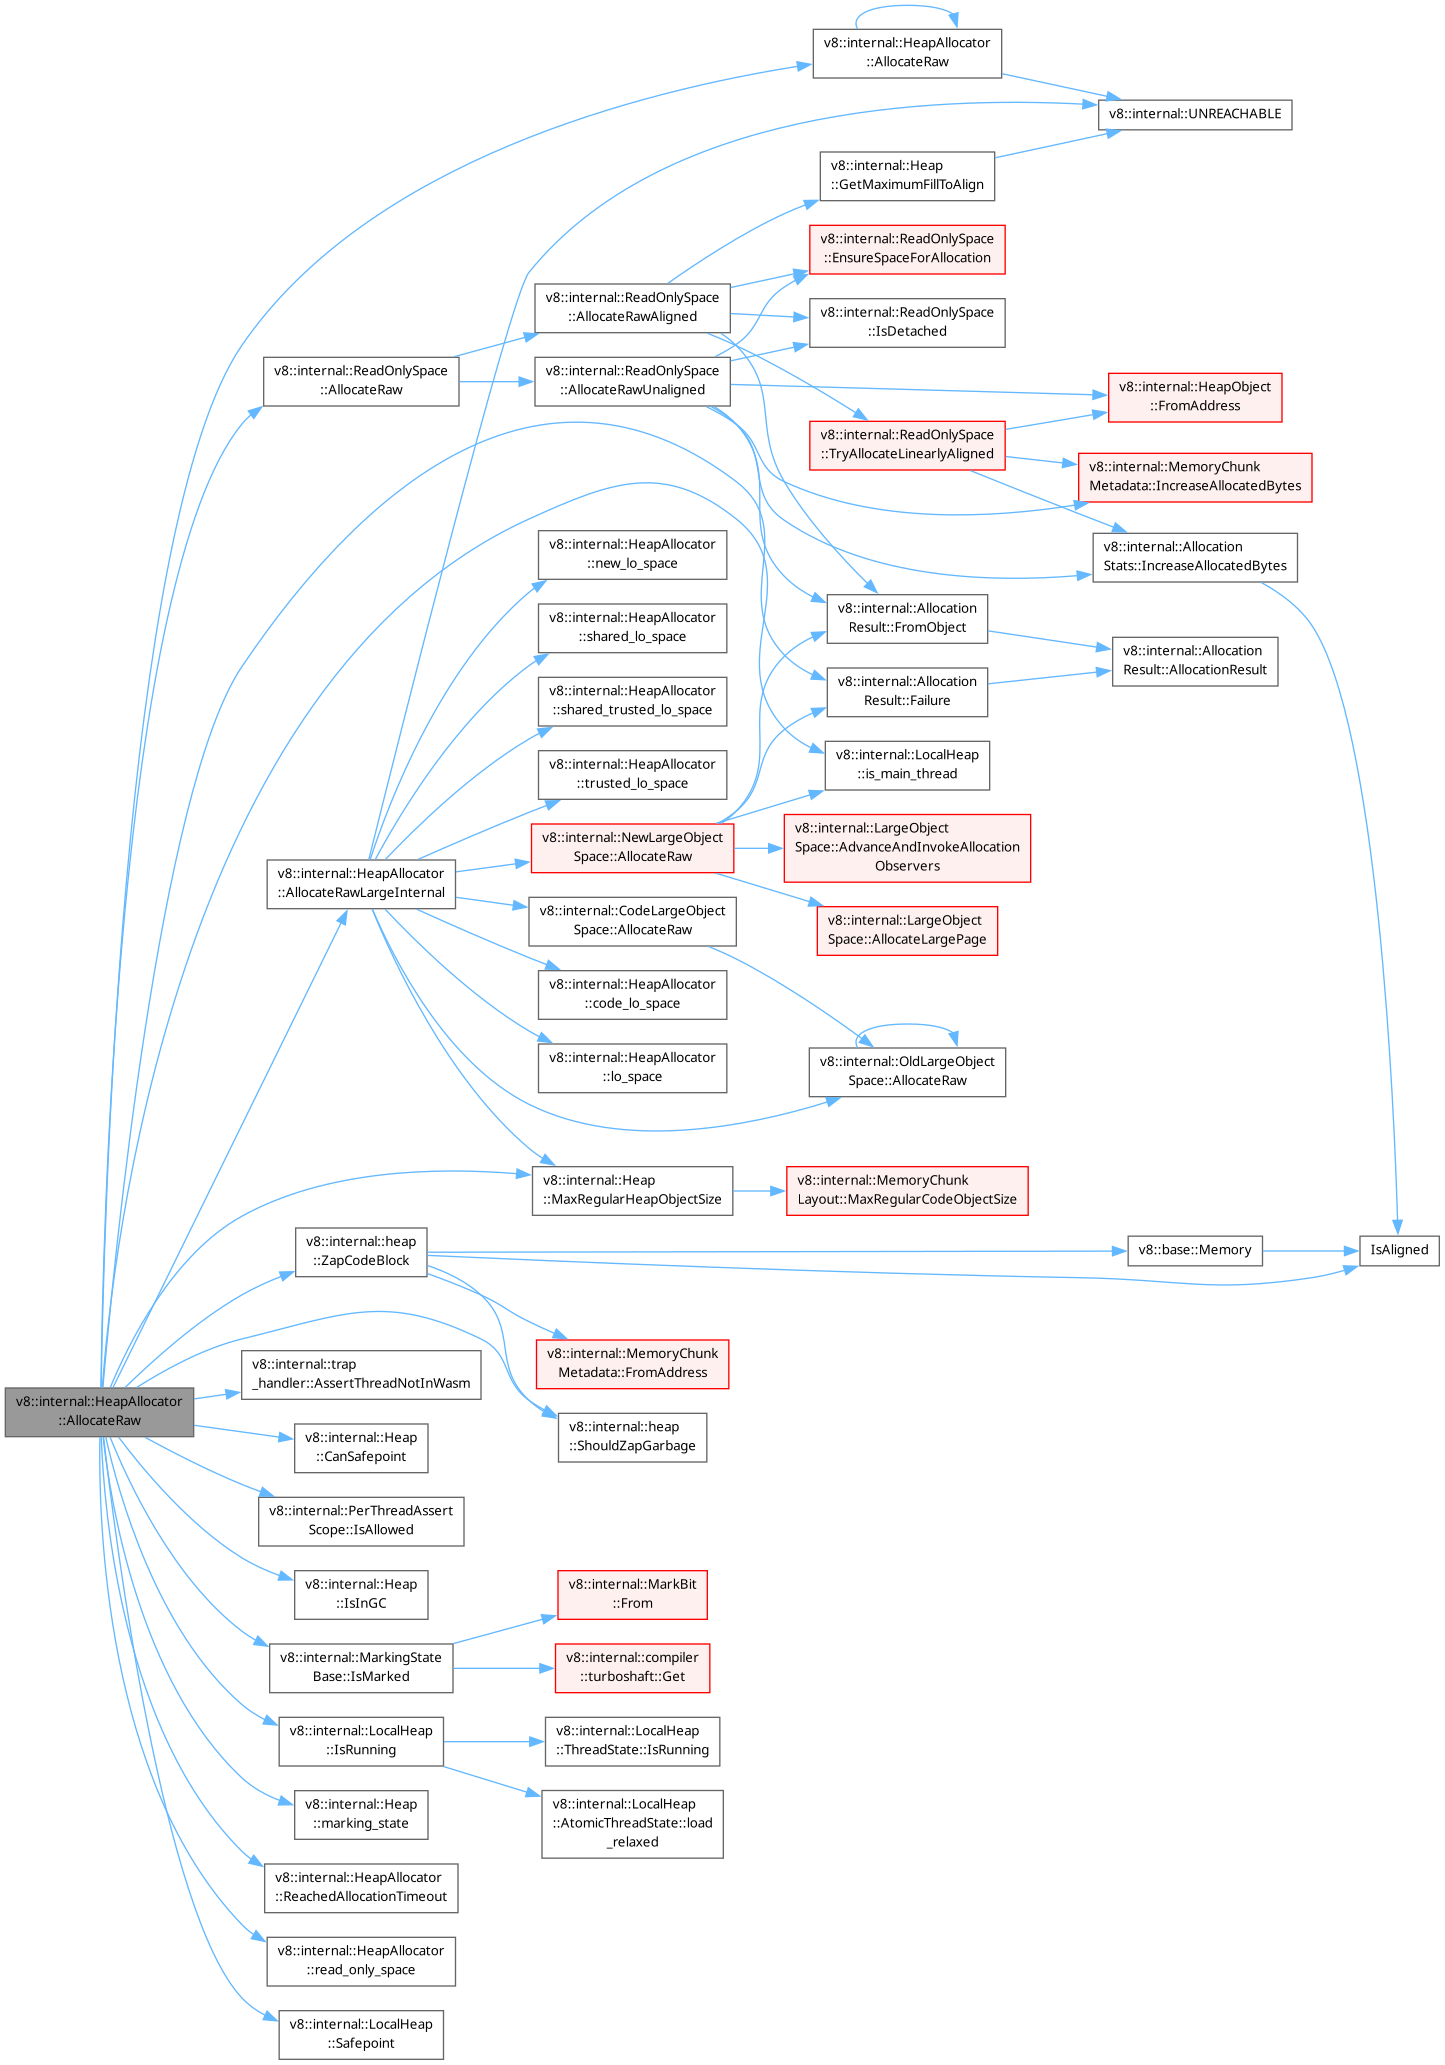 v8::internal::HeapAllocator
::AllocateRaw
v8::internal::UNREACHABLE
v8::internal::Heap
::GetMaximumFillToAlign
v8::internal::ReadOnlySpace
::EnsureSpaceForAllocation
v8::internal::ReadOnlySpace
::AllocateRawAligned
v8::internal::ReadOnlySpace
::IsDetached
v8::internal::ReadOnlySpace
::AllocateRaw
v8::internal::ReadOnlySpace
::AllocateRawUnaligned
v8::internal::HeapObject
::FromAddress
v8::internal::ReadOnlySpace
::TryAllocateLinearlyAligned
v8::internal::MemoryChunk
Metadata::IncreaseAllocatedBytes
v8::internal::HeapAllocator
::new_lo_space
v8::internal::Allocation
Stats::IncreaseAllocatedBytes
v8::internal::HeapAllocator
::shared_lo_space
v8::internal::Allocation
Result::FromObject
v8::internal::Allocation
Result::AllocationResult
v8::internal::HeapAllocator
::shared_trusted_lo_space
v8::internal::Allocation
Result::Failure
v8::internal::HeapAllocator
::trusted_lo_space
v8::internal::LocalHeap
::is_main_thread
v8::internal::NewLargeObject
Space::AllocateRaw
v8::internal::LargeObject
Space::AdvanceAndInvokeAllocation
Observers
v8::internal::HeapAllocator
::AllocateRawLargeInternal
v8::internal::CodeLargeObject
Space::AllocateRaw
v8::internal::LargeObject
Space::AllocateLargePage
v8::internal::HeapAllocator
::code_lo_space
v8::internal::HeapAllocator
::lo_space
v8::internal::OldLargeObject
Space::AllocateRaw
v8::internal::Heap
::MaxRegularHeapObjectSize
v8::internal::MemoryChunk
Layout::MaxRegularCodeObjectSize
v8::internal::heap
::ZapCodeBlock
v8::base::Memory
IsAligned
v8::internal::MemoryChunk
Metadata::FromAddress
v8::internal::trap
_handler::AssertThreadNotInWasm
v8::internal::HeapAllocator
::AllocateRaw
v8::internal::heap
::ShouldZapGarbage
v8::internal::Heap
::CanSafepoint
v8::internal::PerThreadAssert
Scope::IsAllowed
v8::internal::Heap
::IsInGC
v8::internal::MarkBit
::From
v8::internal::MarkingState
Base::IsMarked
v8::internal::compiler
::turboshaft::Get
v8::internal::LocalHeap
::IsRunning
v8::internal::LocalHeap
::ThreadState::IsRunning
v8::internal::Heap
::marking_state
v8::internal::LocalHeap
::AtomicThreadState::load
_relaxed
v8::internal::HeapAllocator
::ReachedAllocationTimeout
v8::internal::HeapAllocator
::read_only_space
v8::internal::LocalHeap
::Safepoint